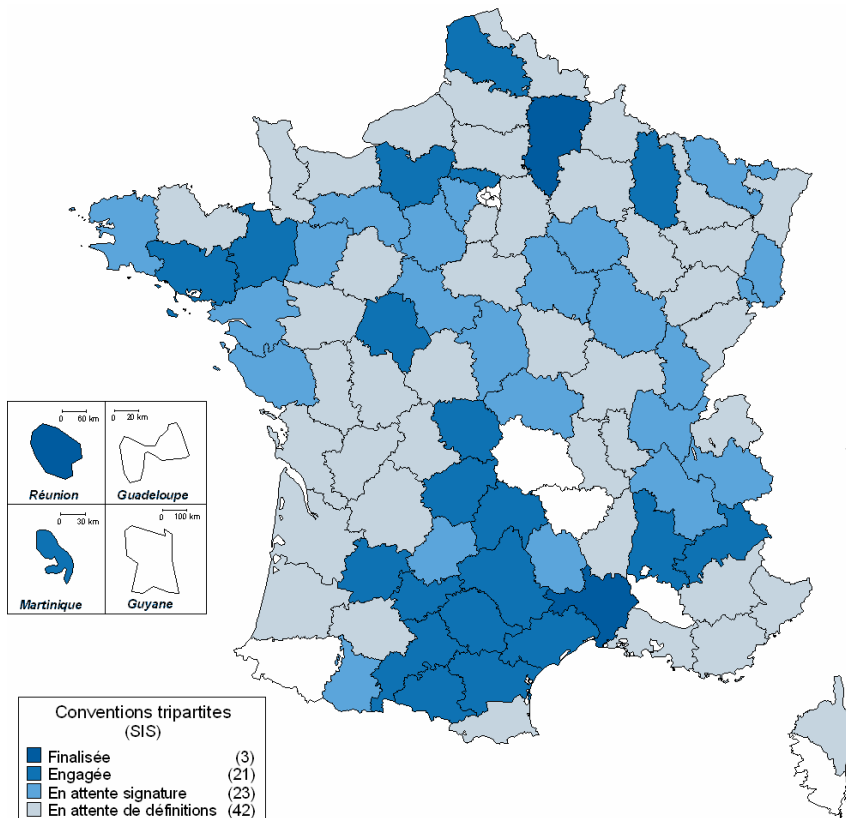 0 60 km
0 20 km
Réunion
Guadeloupe
0 30 km
0 100 km
Martinique
Guyane
Conventions tripartites
(SIS)
Finalisée (3)
Engagée (21)
En attente signature (23)
En attente de définitions (42)